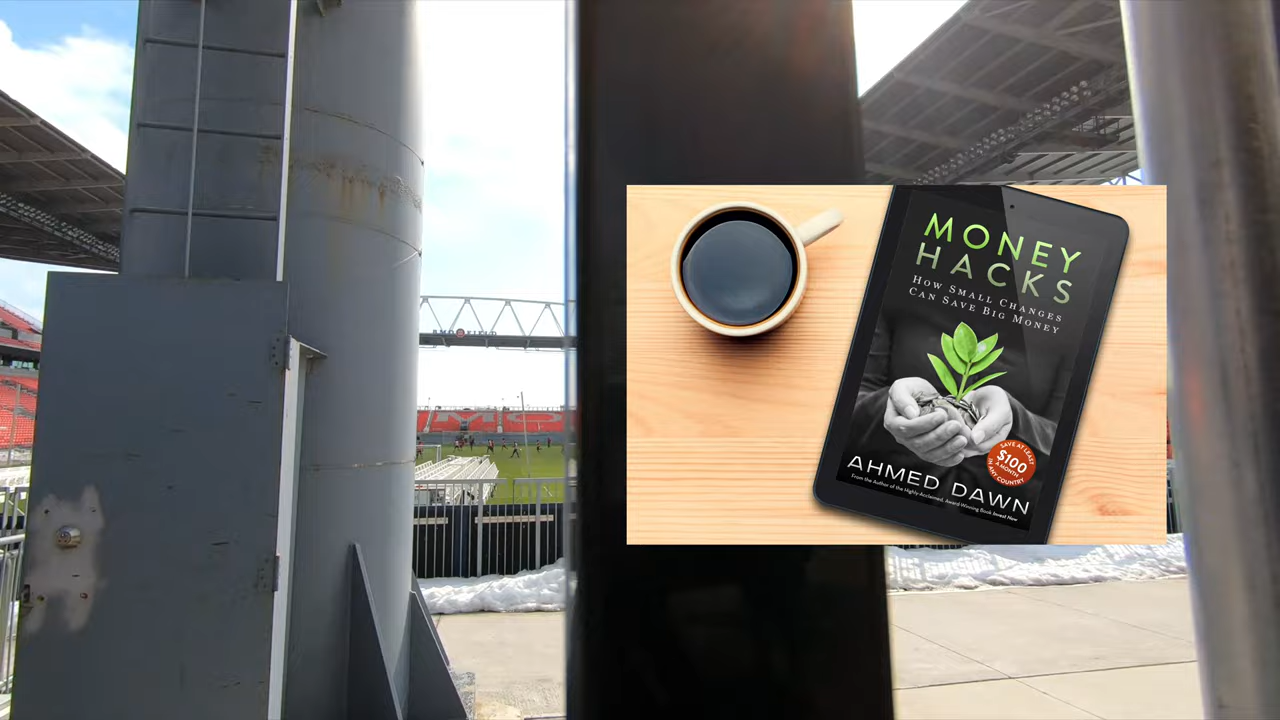 MONEY
HACKS
How Small Changes
Can Save Big Money
SAVE AT LEAST
$100
A MONTH
IN ANY COUNTRY
AHMED DAWN
From the Author of the Highly-Acclaimed, Award-Winning Book Invest Now